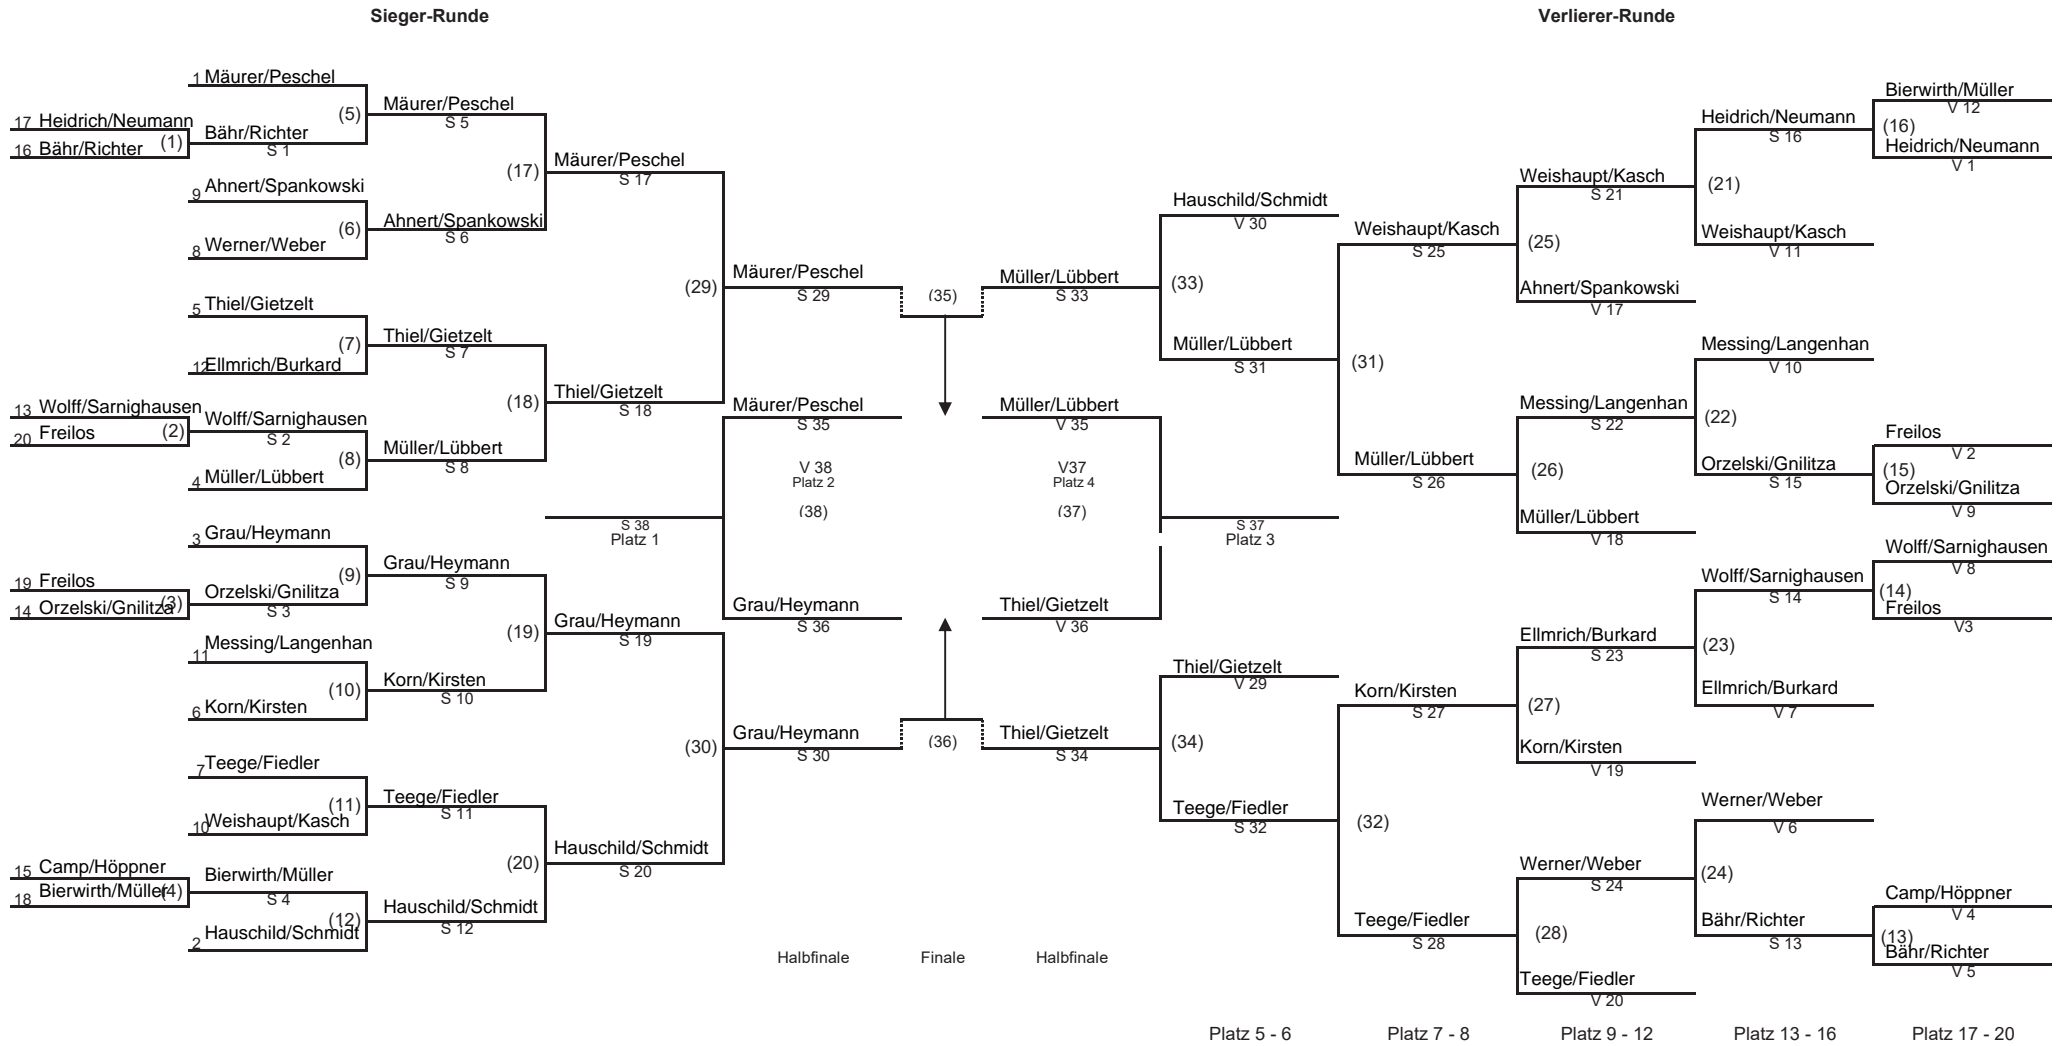 Sieger-Runde
Verlierer-Runde
1 Mäurer/Peschel
17 Heidrich/Neumann
16 Bähr/Richter
(1)
Bähr/Richter
S 1
(5)
9 Ahnert/Spankowski
8 Werner/Weber
(6)
5 Thiel/Gietzelt
12 Ellmrich/Burkard
(7)
13 Wolff/Sarnighausen
20 Freilos
(2)
Wolff/Sarnighausen
S 2
4 Müller/Lübbert
(8)
3 Grau/Heymann
19 Freilos
14 Orzelski/Gnilitza
(3)
Orzelski/Gnilitza
S 3
(9)
11 Messing/Langenhan
6 Korn/Kirsten
(10)
7 Teege/Fiedler
10 Weishaupt/Kasch
(11)
15 Camp/Höppner
18 Bierwirth/Müller
(4)
Bierwirth/Müller
S 4
2 Hauschild/Schmidt
(12)
Mäurer/Peschel
S 5
Ahnert/Spankowski
S 6
(17)
Thiel/Gietzelt
S 7
Müller/Lübbert
S 8
(18)
Grau/Heymann
S 9
Korn/Kirsten
S 10
(19)
Teege/Fiedler
S 11
Hauschild/Schmidt
S 12
(20)
Mäurer/Peschel
S 17
Thiel/Gietzelt
S 18
(29)
S 38
Platz 1
Grau/Heymann
S 19
Hauschild/Schmidt
S 20
(30)
Mäurer/Peschel
S 29
(35)
Müller/Lübbert
S 33
Mäurer/Peschel
S 35
V 38
Platz 2
(38)
Grau/Heymann
S 36
Müller/Lübbert
V 35
V37
Platz 4
(37)
Thiel/Gietzelt
V 36
Grau/Heymann
S 30
(36)
Thiel/Gietzelt
S 34
Halbfinale
Finale
Halbfinale
Hauschild/Schmidt
V 30
(33)
Müller/Lübbert
S 31
S 37
Platz 3
Thiel/Gietzelt
V 29
(34)
Teege/Fiedler
S 32
Weishaupt/Kasch
S 25
(31)
Müller/Lübbert
S 26
Korn/Kirsten
S 27
(32)
Teege/Fiedler
S 28
Weishaupt/Kasch
S 21
(25)
Ahnert/Spankowski
V 17
Messing/Langenhan
S 22
(26)
Müller/Lübbert
V 18
Ellmrich/Burkard
S 23
(27)
Korn/Kirsten
V 19
Werner/Weber
S 24
(28)
Teege/Fiedler
V 20
Heidrich/Neumann
S 16
(21)
Weishaupt/Kasch
V 11
Messing/Langenhan
V 10
(22)
Orzelski/Gnilitza
S 15
Wolff/Sarnighausen
S 14
(23)
Ellmrich/Burkard
V 7
Werner/Weber
V 6
(24)
Bähr/Richter
S 13
Bierwirth/Müller
V 12
(16)
Heidrich/Neumann
V 1
Freilos
V 2
(15)
Orzelski/Gnilitza
V 9
Wolff/Sarnighausen
V 8
(14)
Freilos
V3
Camp/Höppner
V 4
(13)
Bähr/Richter
V 5
Platz 5 - 6
Platz 7 - 8
Platz 9 - 12
Platz 13 - 16
Platz 17 - 20